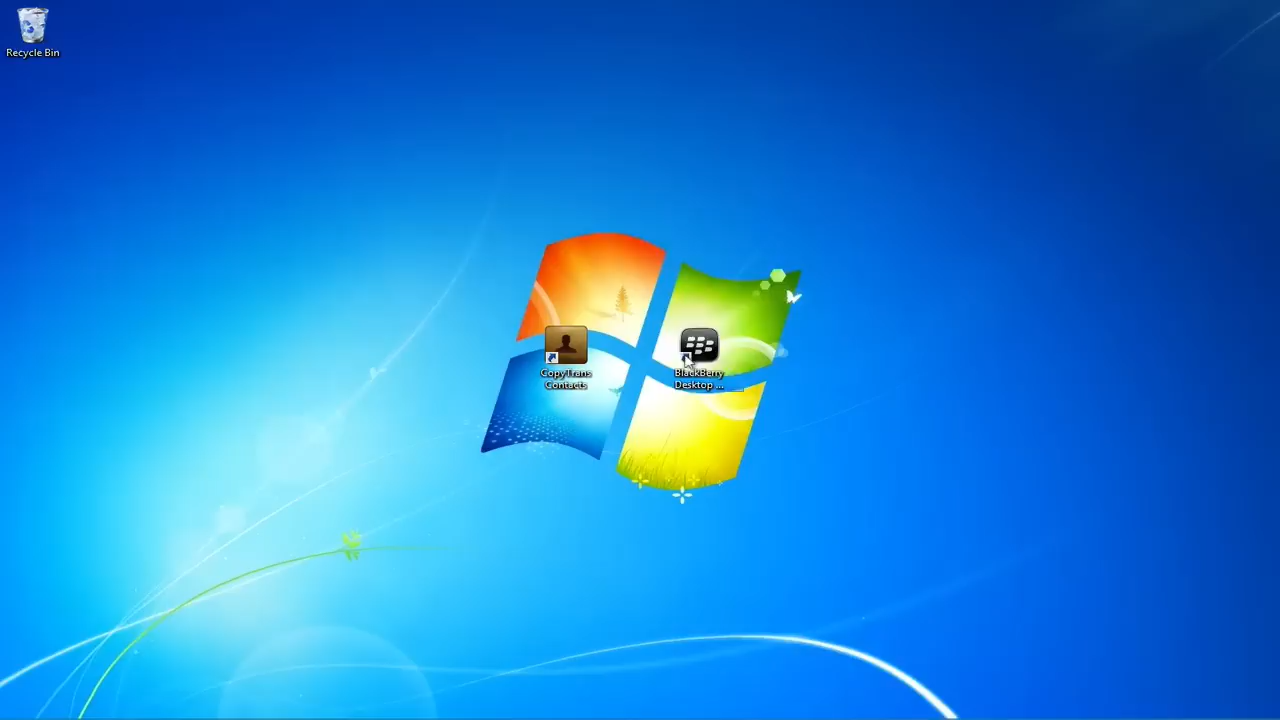 Recycle Bin
CopyTrans
Contacts
BlackBerry
Desktop ...